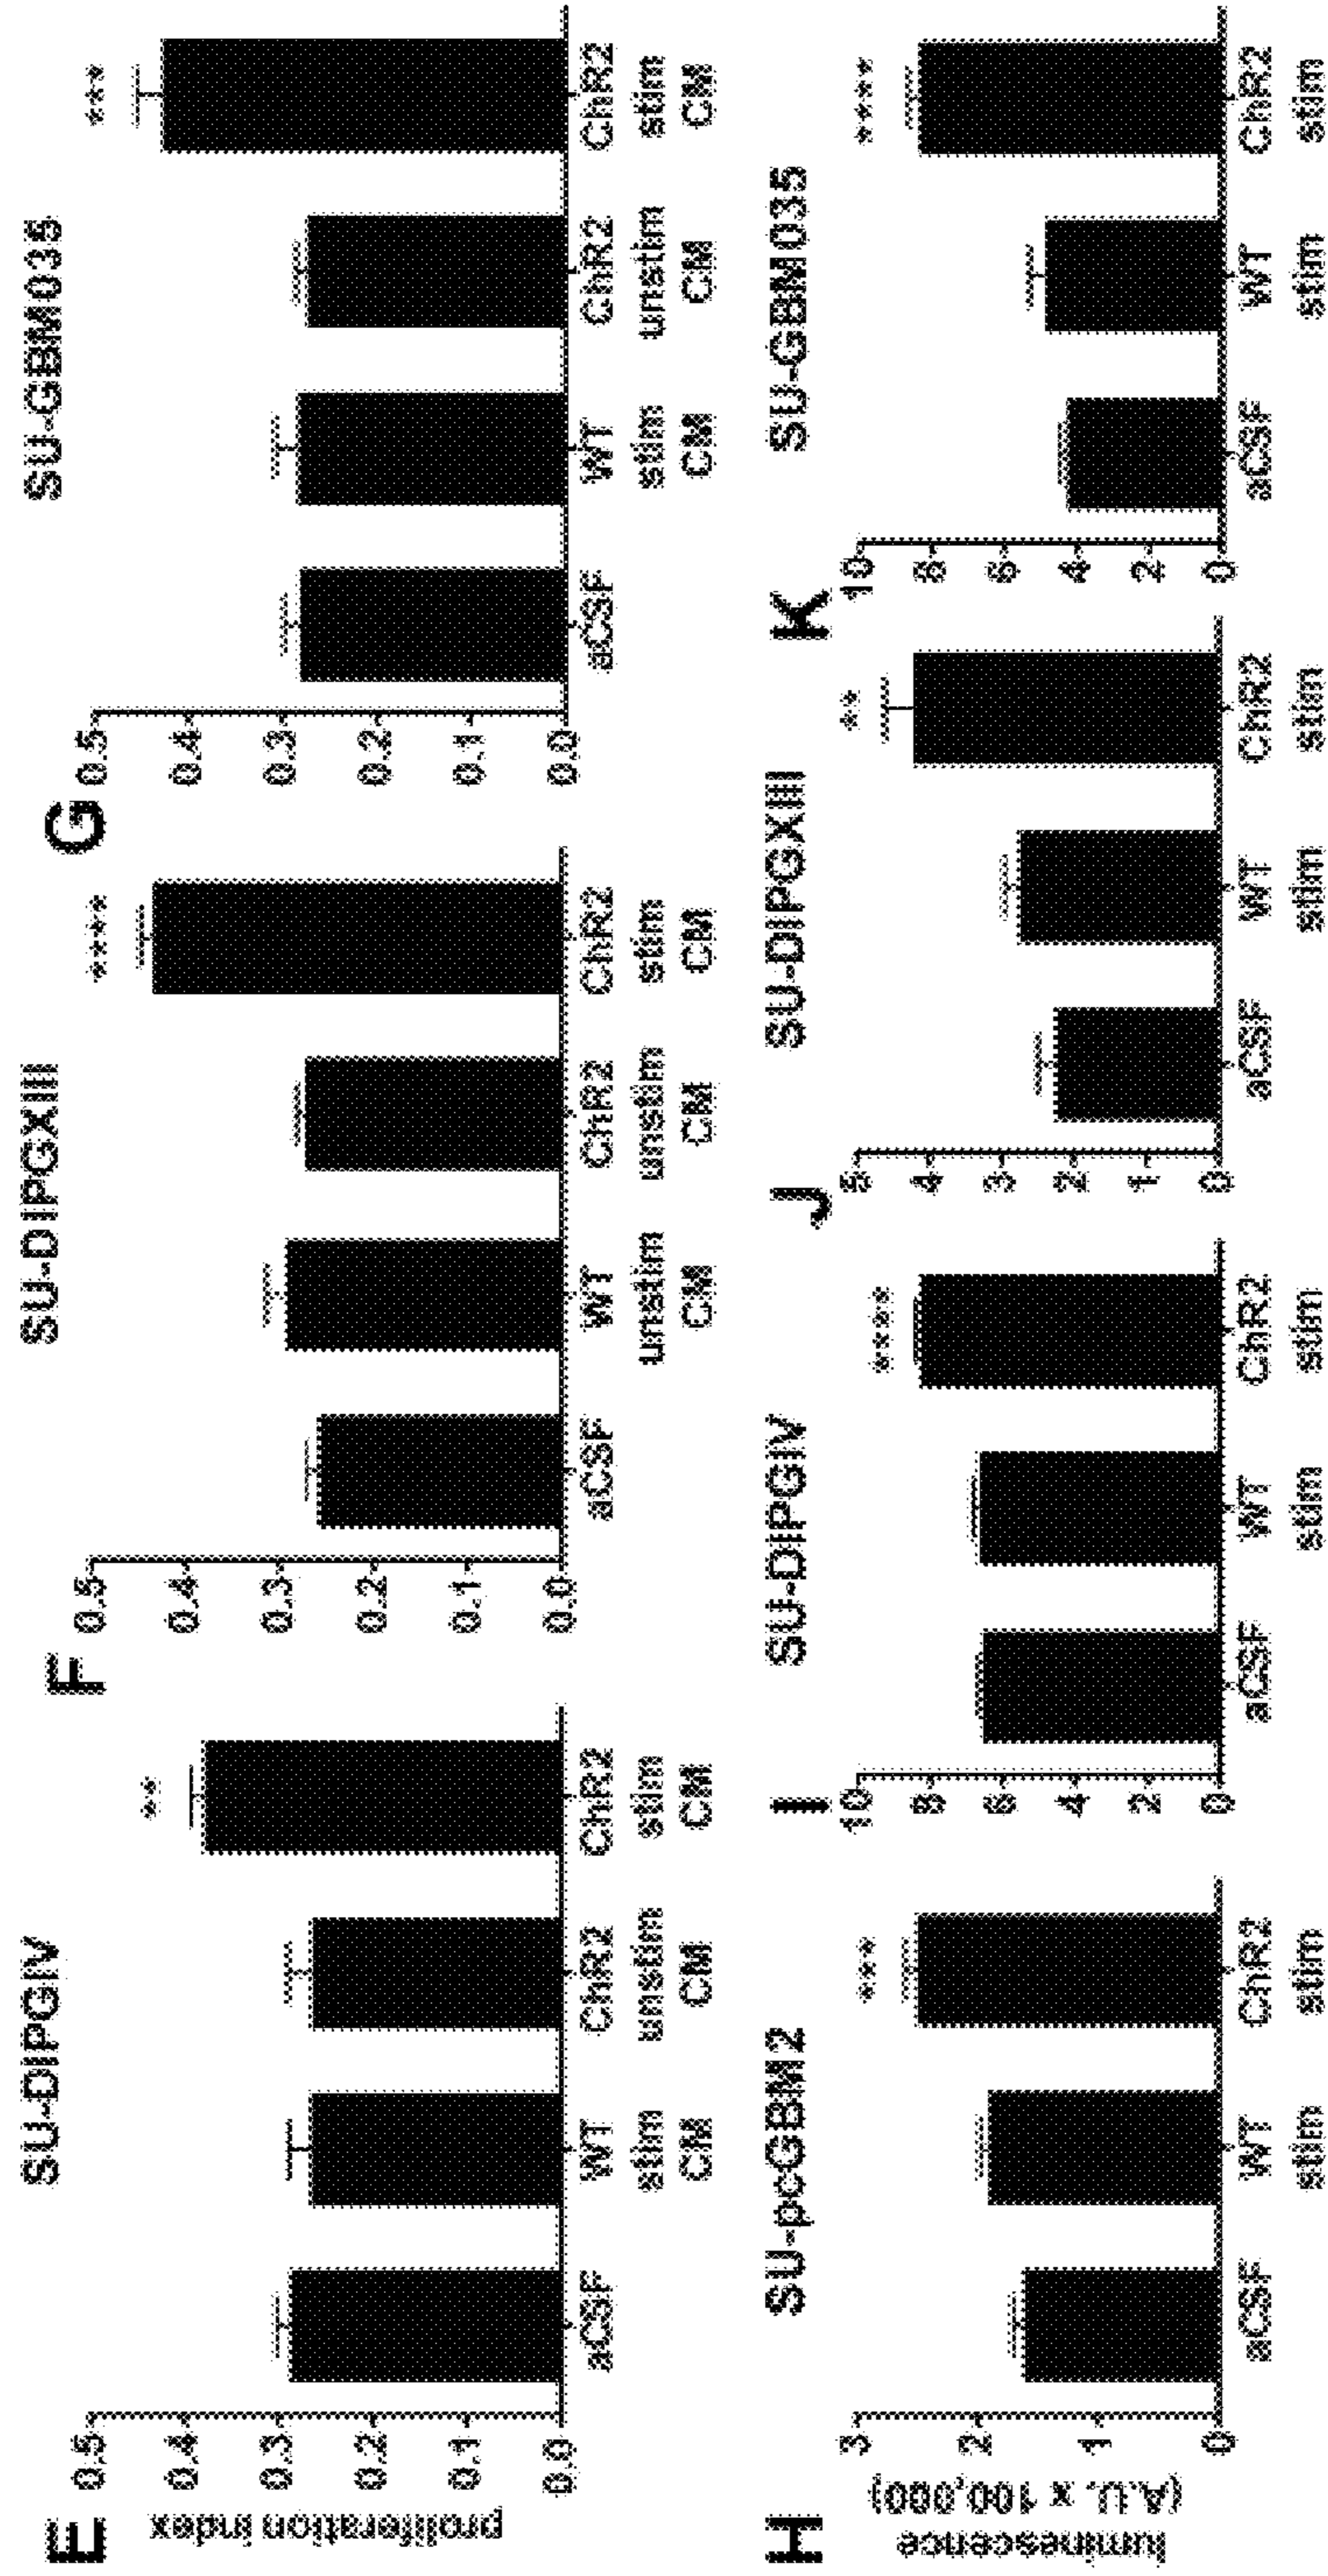 E
SU-DIPGIV
proliferation index
0.5
0.4
0.3
0.2
0.1
0.0
**
aCSF
WT
stim
CM
ChR2
unstim
CM
ChR2
stim
CM
F
SU-DIPGXIII
0.5
0.4
0.3
0.2
0.1
0.0
****
aCSF
WT
unstim
CM
ChR2
unstim
CM
ChR2
stim
CM
G
SU-GBM035
0.5
0.4
0.3
0.2
0.1
0.0
***
aCSF
WT
stim
CM
ChR2
unstim
CM
ChR2
stim
CM
H
SU-pcGBM2
luminescence
(A.U. x 100,000)
3
2
1
0
***
aCSF
WT
stim
ChR2
stim
I
SU-DIPGIV
10
8
6
4
2
0
****
aCSF
WT
stim
ChR2
stim
J
SU-DIPGXIII
5
4
3
2
1
0
**
aCSF
WT
stim
ChR2
stim
K
SU-GBM035
10
8
6
4
2
0
****
aCSF
WT
stim
ChR2
stim